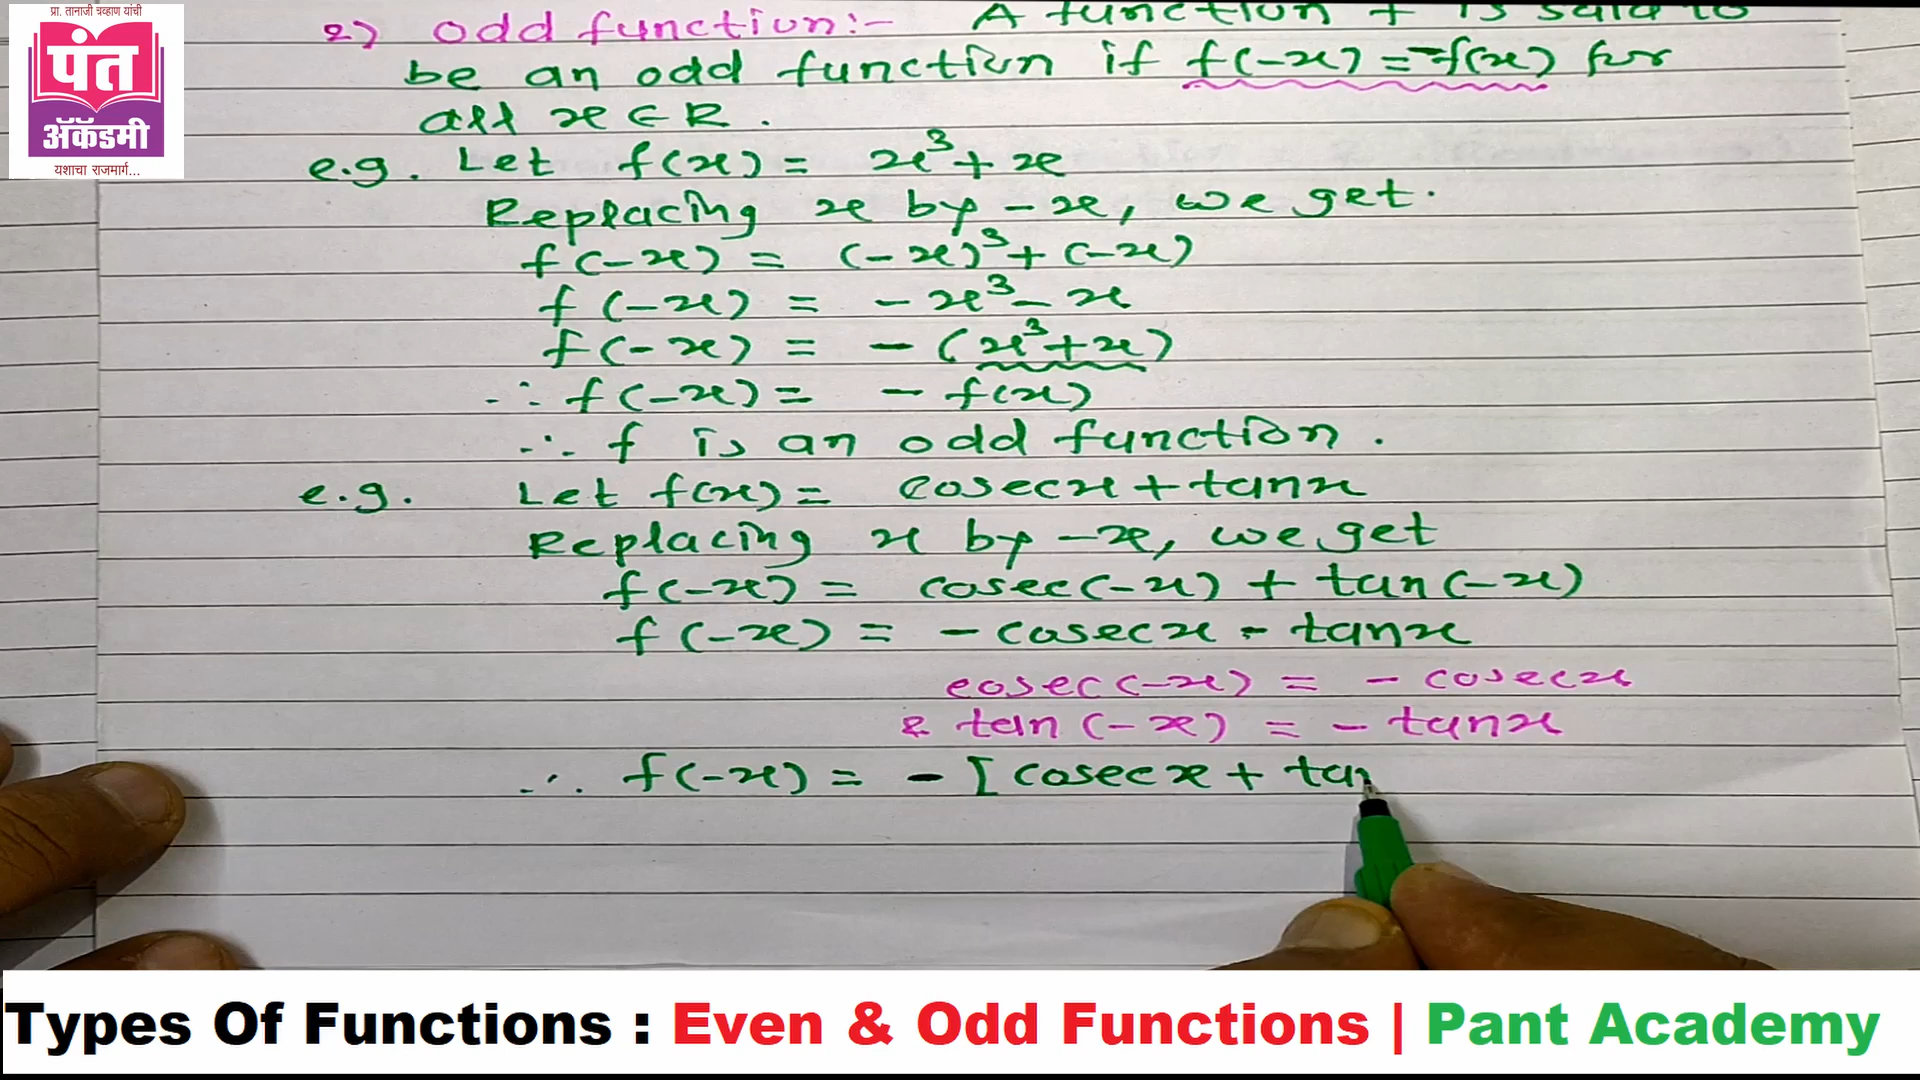 प्रा. तानाजी चव्हाण यांची
पंत
ॲकॅडमी
यशाचा राजमार्ग...
2) odd function:- A function f is said to
be an odd function if f(-x) = -f(x) for
all x ∈ R.
e.g. Let f(x) = x³ + x
Replacing x by -x, we get.
f(-x) = (-x)³ + (-x)
f(-x) = - x³ - x
f(-x) = - (x³ + x)
∴ f(-x) = - f(x)
∴ f is an odd function.
e.g. Let f(x) = cosecx + tanx
Replacing x by -x, we get
f(-x) = cosec(-x) + tan(-x)
f(-x) = - cosecx - tanx
cosec(-x) = - cosecx
& tan(-x) = - tanx
∴ f(-x) = - [cosecx + tan
Types Of Functions : Even & Odd Functions | Pant Academy